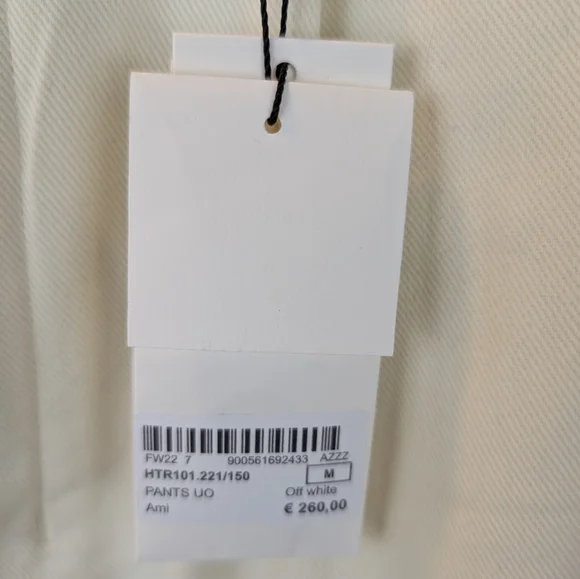 FW22 7 900561692433 AZZZ
HTR101.221/150 M
PANTS UO Off white
Ami € 260,00